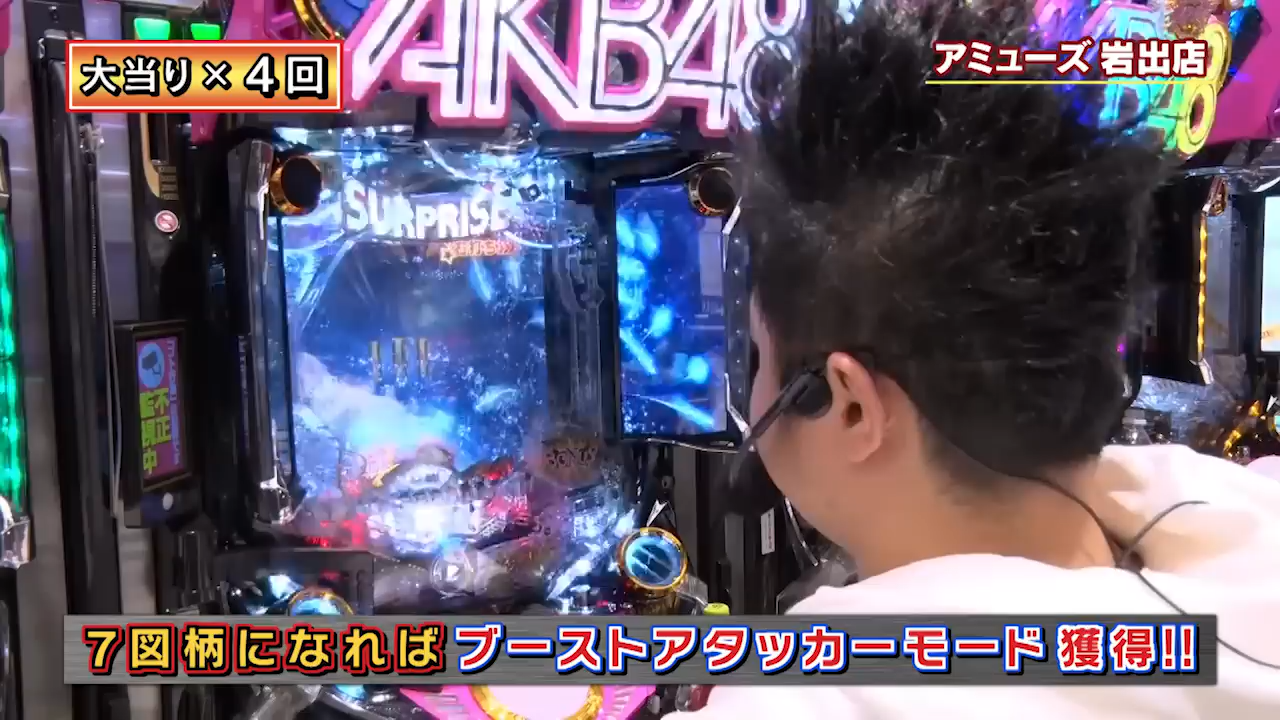 大当り×4回
アミューズ 岩出店
AKB48
SURPRISE
不正
監視中
7図柄になれば ブーストアタッカーモード 獲得!!